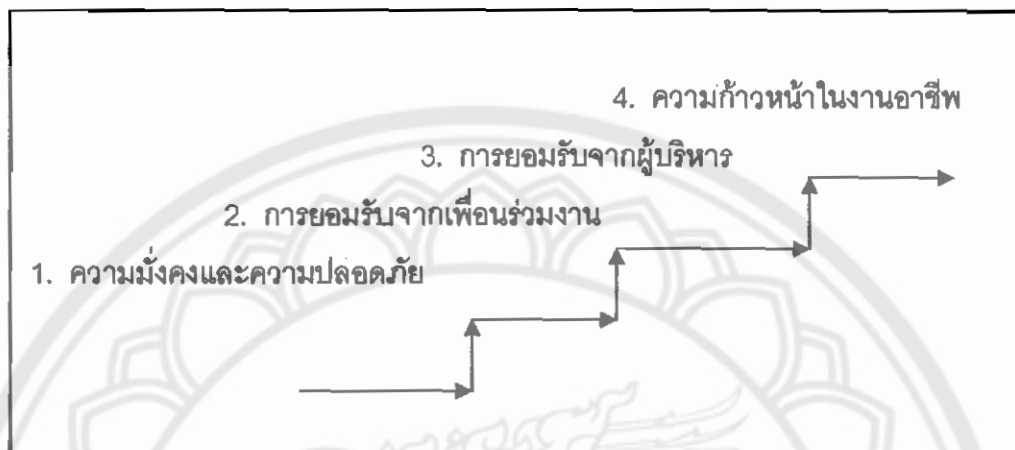 4. ความก้าวหน้าในงานอาชีพ
3. การยอมรับจากผู้บริหาร
2. การยอมรับจากเพื่อนร่วมงาน
1. ความมั่งคงและความปลอดภัย